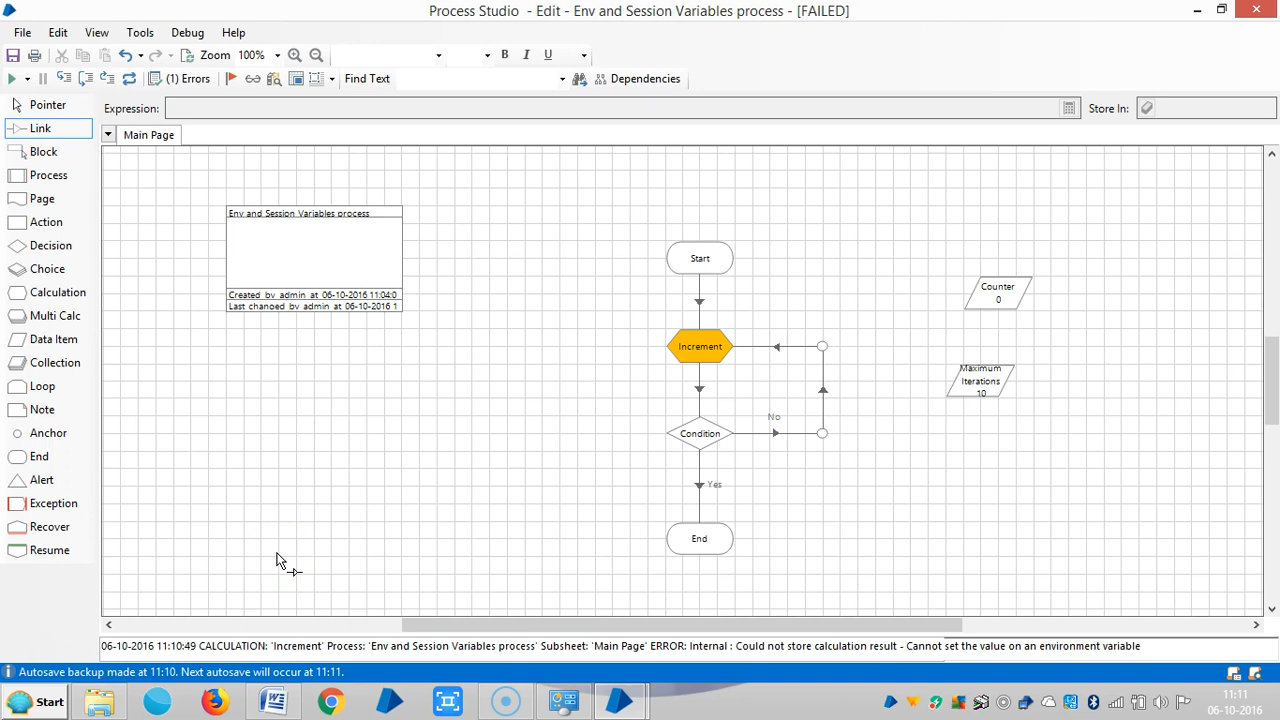 Process Studio - Edit - Env and Session Variables process - [FAILED]
File Edit View Tools Debug Help
Zoom 100% B I U
(1) Errors Find Text Dependencies
Pointer
Link
Block
Process
Page
Action
Decision
Choice
Calculation
Multi Calc
Data Item
Collection
Loop
Note
Anchor
End
Alert
Exception
Recover
Resume
Expression: Store In:
Main Page
Env and Session Variables process
Created by admin at 06-10-2016 11:04:0
Last changed by admin at 06-10-2016 1
Start
Increment
Condition
No
Yes
End
Counter
0
Maximum
Iterations
10
06-10-2016 11:10:49 CALCULATION: 'Increment' Process: 'Env and Session Variables process' Subsheet: 'Main Page' ERROR: Internal : Could not store calculation result - Cannot set the value on an environment variable
Autosave backup made at 11:10. Next autosave will occur at 11:11.
Start
11:11
06-10-2016